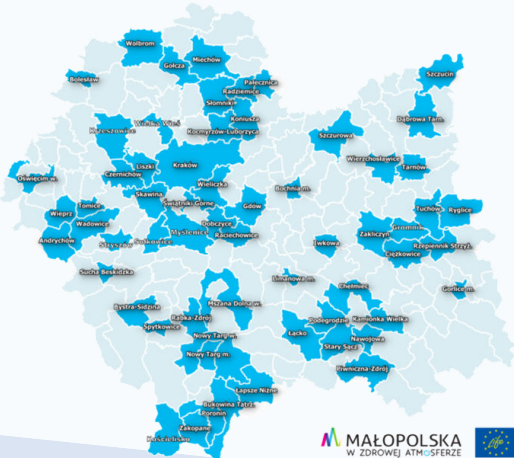 Wolbrom
Miechów
Gołcza
Bolesław
Pałecznica
Radziemice
Szczucin
Słomniki
Koniusza
Dąbrowa Tarn.
Wielka Wieś
Krzeszowice
Kocmyrzów-Luborzyca
Szczurowa
Wierzchosławice
Tarnów
Liszki
Kraków
Czernichów
Oświęcim w.
Wieliczka
Skawina
Bochnia m.
Świątniki Górne
Tomice
Gdów
Tuchów
Ryglice
Wieprz
Wadowice
Dobczyce
Myślenice
Raciechowice
Gromnik
Zakliczyn
Andrychów
Stryszów
Sułkowice
Iwkowa
Rzepiennik Strzyż.
Ciężkowice
Sucha Beskidzka
Limanowa m.
Chełmiec
Gorlice m.
Bystra-Sidzina
Mszana Dolna w.
Rabka-Zdrój
Spytkowice
Podegrodzie
Kamionka Wielka
Łącko
Nowy Targ w.
Nawojowa
Stary Sącz
Nowy Targ m.
Piwniczna-Zdrój
Łapsze Niżne
Bukowina Tatrz.
Poronin
Zakopane
Kościelisko
MAŁOPOLSKA
W ZDROWEJ ATMOSFERZE
Life